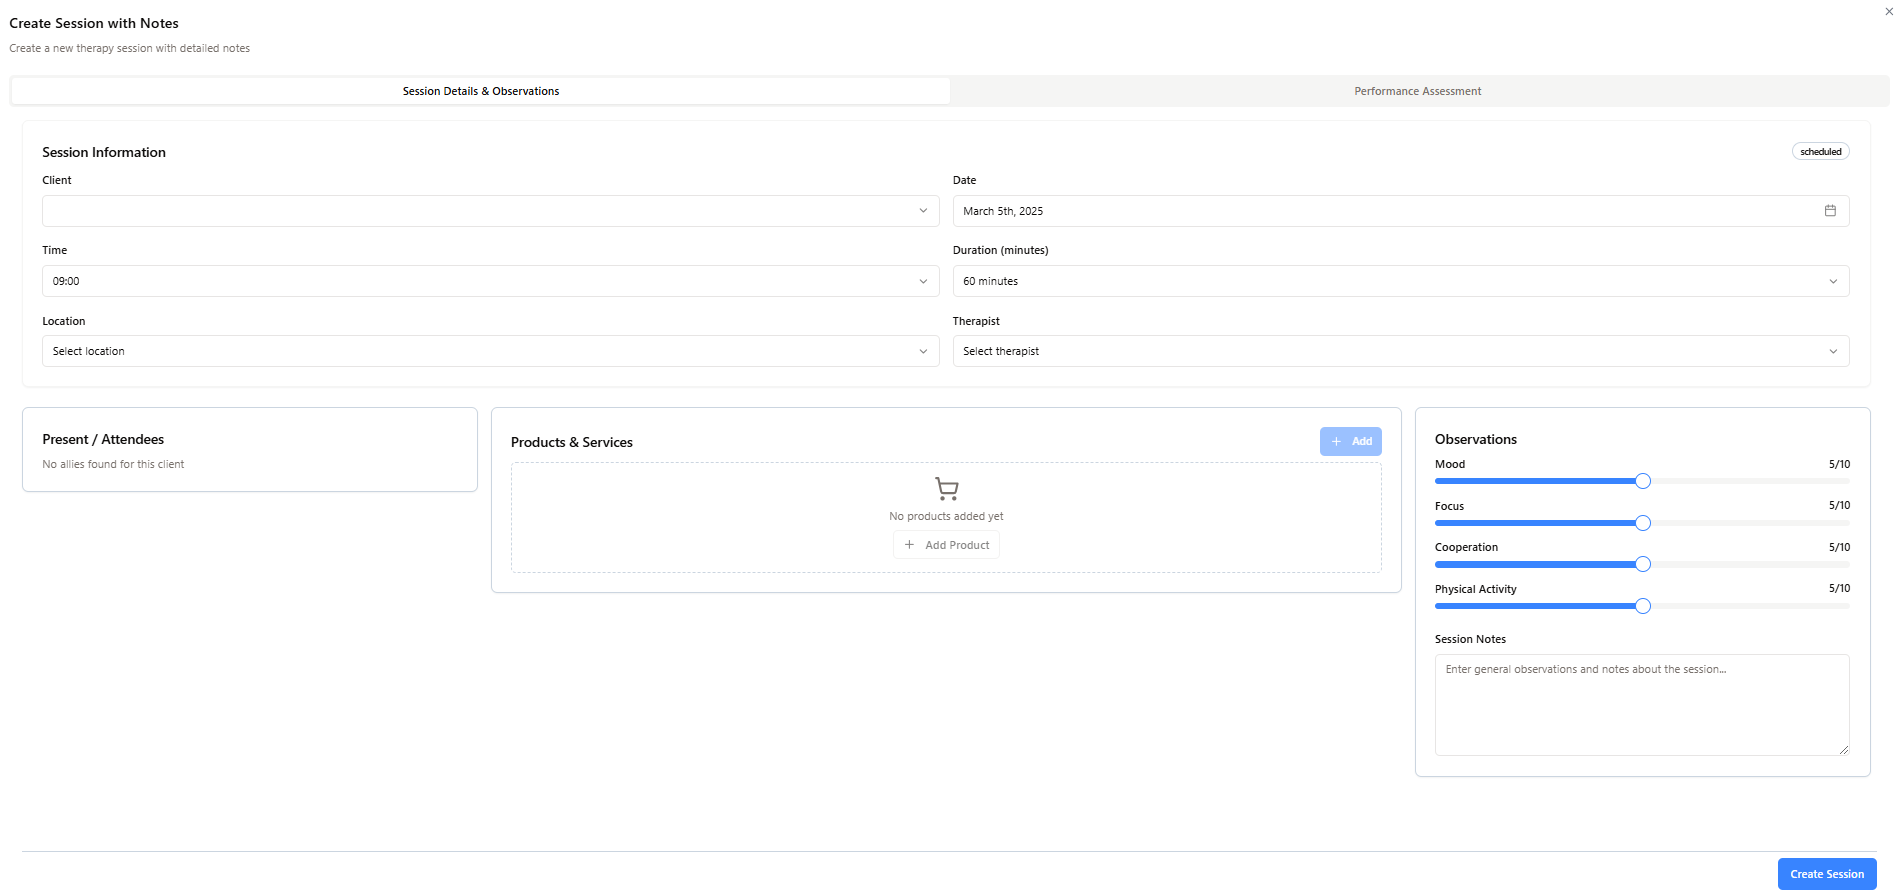 Create Session with Notes
Create a new therapy session with detailed notes
Session Details & Observations
Performance Assessment
Session Information
scheduled
Client
Date
March 5th, 2025
Time
Duration (minutes)
09:00
60 minutes
Location
Therapist
Select location
Select therapist
Present / Attendees
No allies found for this client
Products & Services
Add
No products added yet
Add Product
Observations
Mood 5/10
Focus 5/10
Cooperation 5/10
Physical Activity 5/10
Session Notes
Enter general observations and notes about the session...
Create Session